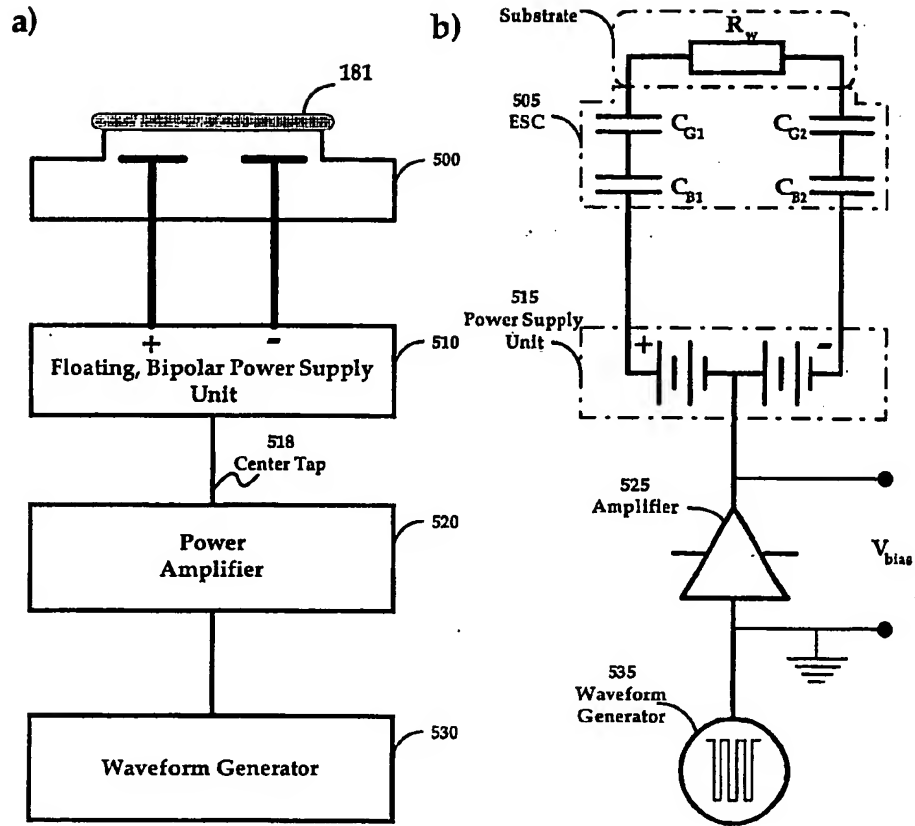 a)
181
500
+ -
510
Floating, Bipolar Power Supply
Unit
518
Center Tap
520
Power
Amplifier
530
Waveform Generator
b)
Substrate
R_w
505
ESC
C_G1
C_G2
C_B1
C_B2
515
Power Supply
Unit
+ -
525
Amplifier
V_bias
535
Waveform
Generator